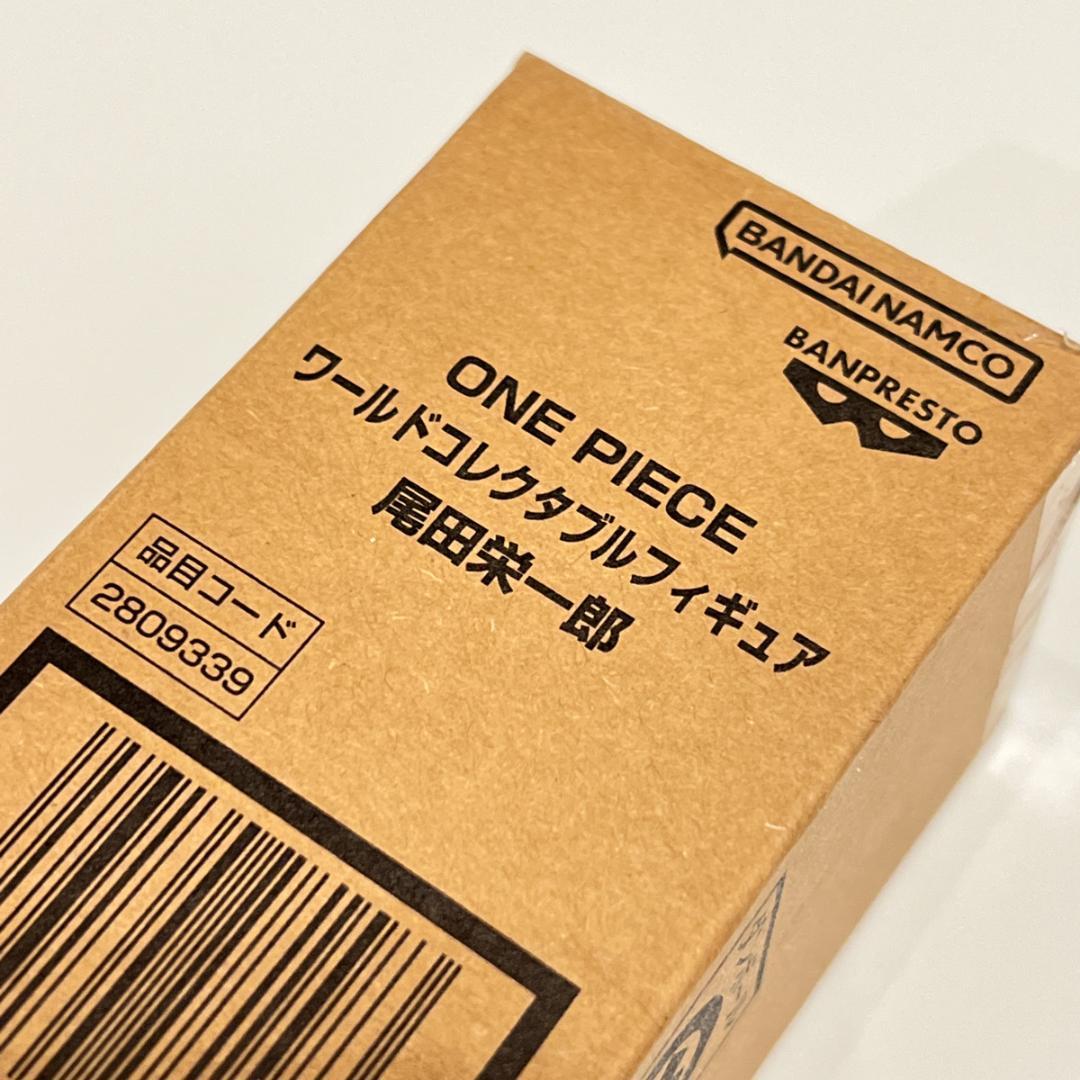 BANDAI NAMCO
BANPRESTO
ONE PIECE
ワールドコレクタブルフィギュア
尾田栄一郎
品目コード
2809339